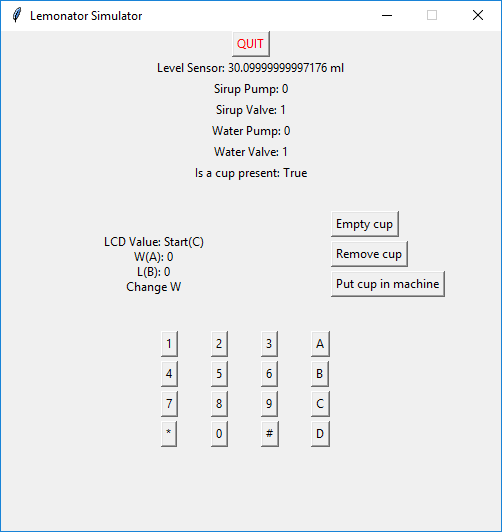 Lemonator Simulator
QUIT
Level Sensor: 30.09999999997176 ml
Sirup Pump: 0
Sirup Valve: 1
Water Pump: 0
Water Valve: 1
Is a cup present: True
Empty cup
LCD Value: Start(C)
Remove cup
W(A): 0
L(B): 0
Put cup in machine
Change W
1 2 3 A
4 5 6 B
7 8 9 C
* 0 # D